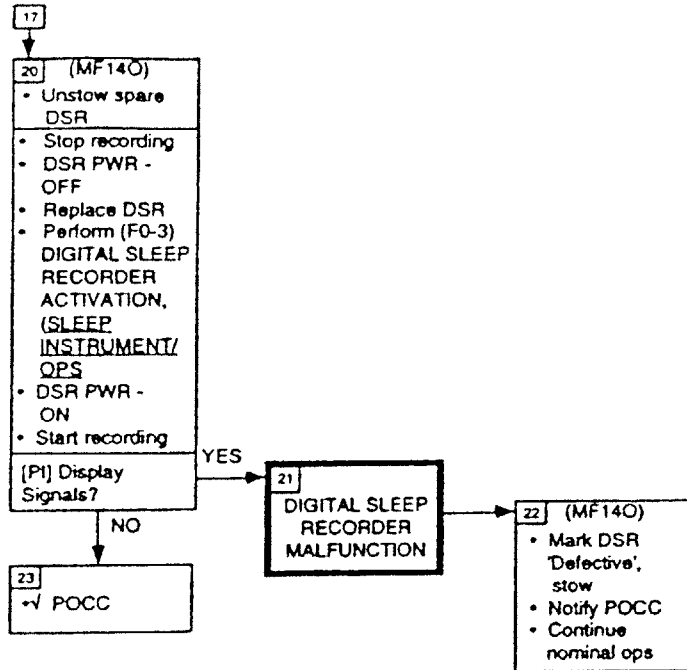 17
20 (MF14O)
• Unstow spare
DSR
• Stop recording
• DSR PWR -
OFF
• Replace DSR
• Perform (F0-3)
DIGITAL SLEEP
RECORDER
ACTIVATION,
(SLEEP
INSTRUMENT/
OPS
• DSR PWR -
ON
• Start recording
[PI] Display
Signals?
YES
NO
21
DIGITAL SLEEP
RECORDER
MALFUNCTION
22 (MF14O)
• Mark DSR
'Defective',
stow
• Notify POCC
• Continue
nominal ops
23
•√ POCC